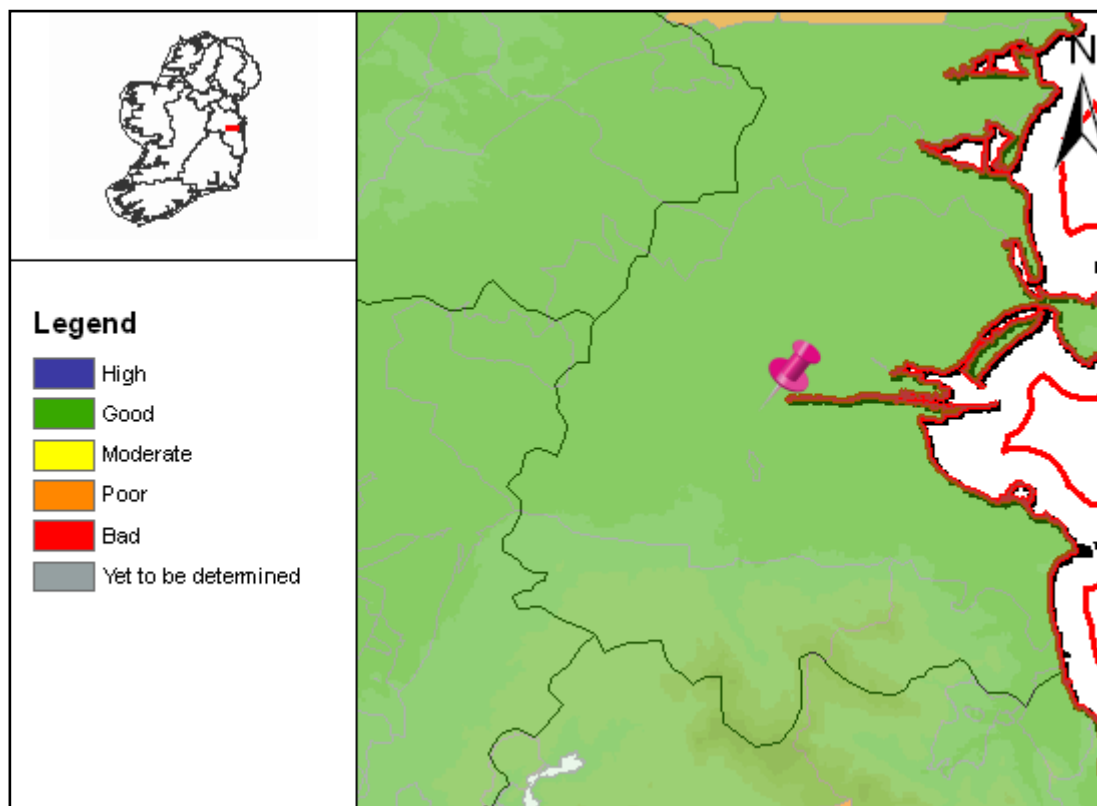 Legend
High
Good
Moderate
Poor
Bad
Yet to be determined
N